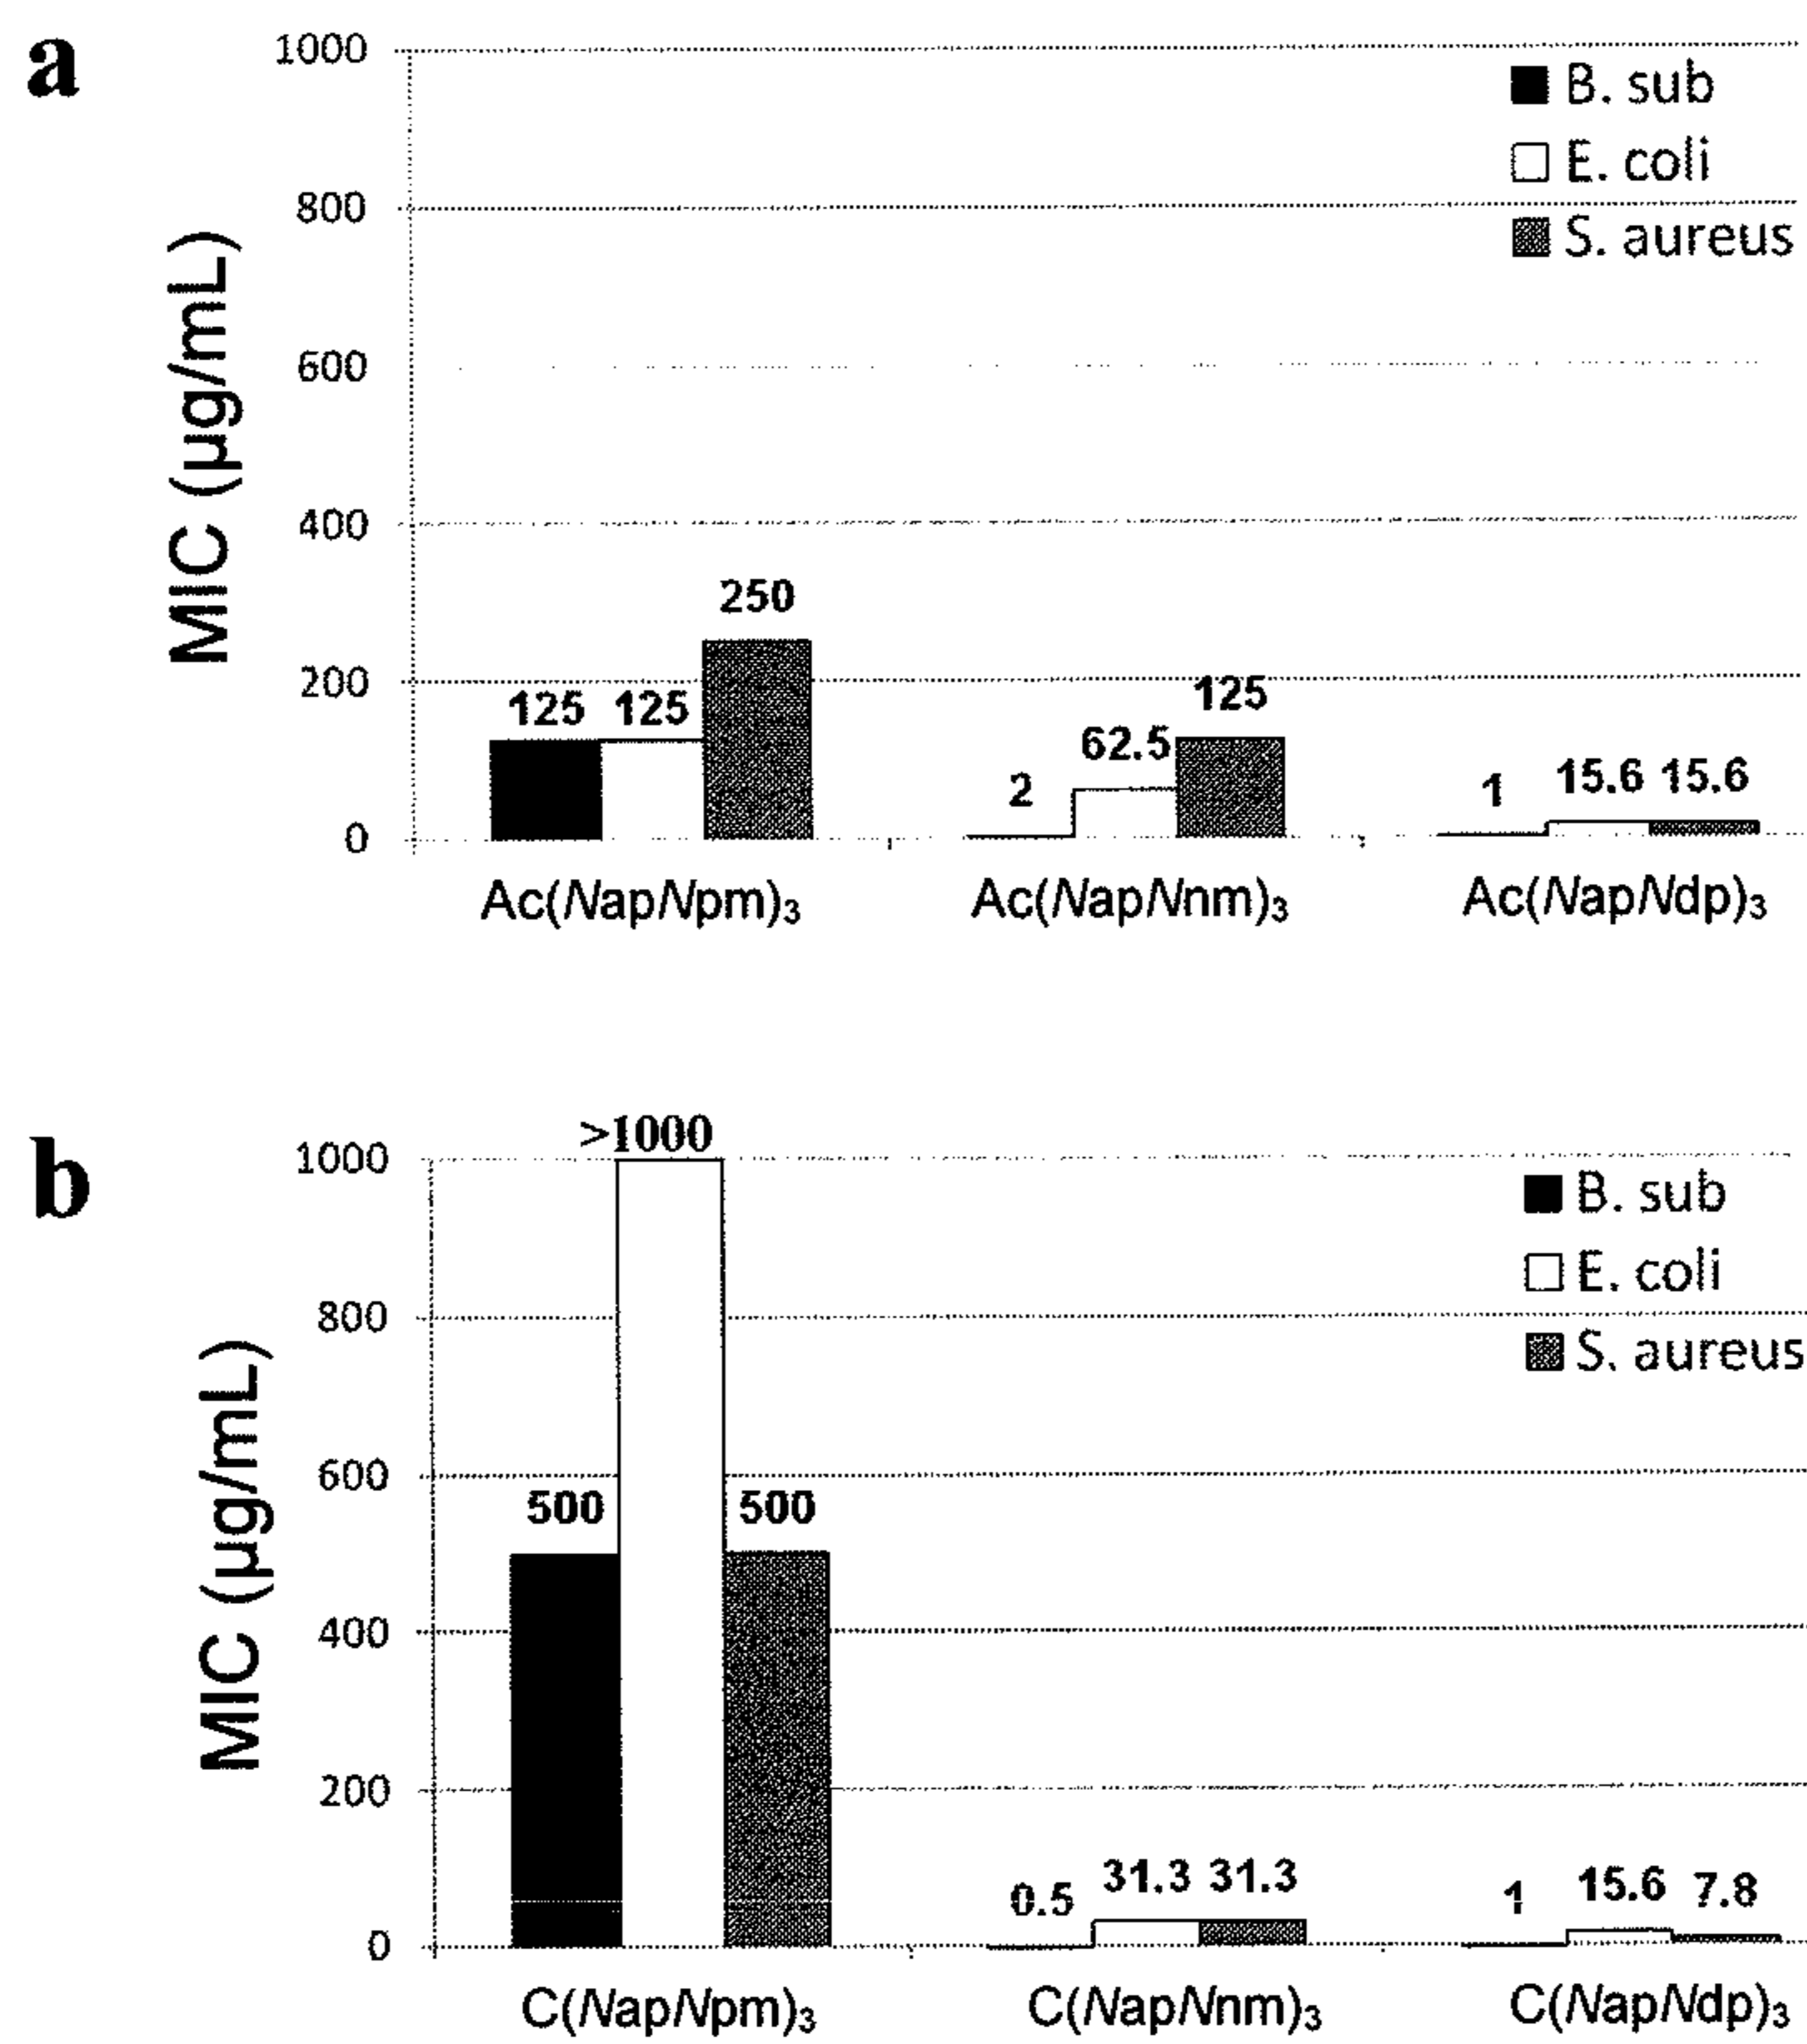 a
1000
800
600
400
200
0
MIC (µg/mL)
B. sub
E. coli
S. aureus
125 125 250
2 62.5 125
1 15.6 15.6
Ac(NapNpm)₃ Ac(NapNnm)₃ Ac(NapNdp)₃
b
1000
800
600
400
200
0
MIC (µg/mL)
B. sub
E. coli
S. aureus
500 >1000 500
0.5 31.3 31.3
1 15.6 7.8
C(NapNpm)₃ C(NapNnm)₃ C(NapNdp)₃